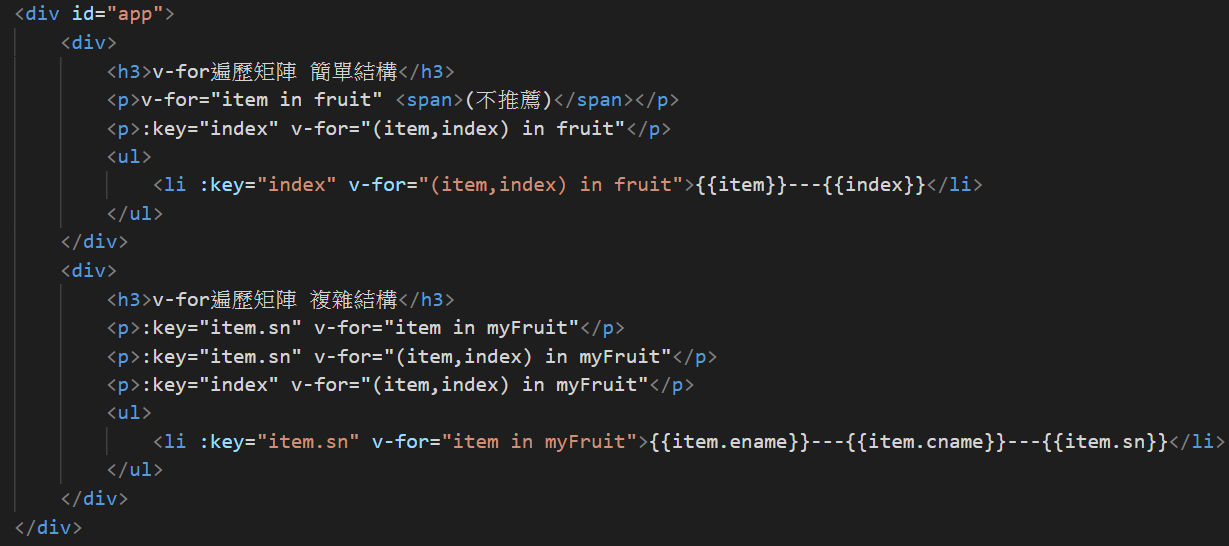 <div id="app">
<div>
<h3>v-for遍歷矩陣 簡單結構</h3>
<p>v-for="item in fruit" <span>(不推薦)</span></p>
<p>:key="index" v-for="(item,index) in fruit"</p>
<ul>
<li :key="index" v-for="(item,index) in fruit">{{item}}---{{index}}</li>
</ul>
</div>
<div>
<h3>v-for遍歷矩陣 複雜結構</h3>
<p>:key="item.sn" v-for="item in myFruit"</p>
<p>:key="item.sn" v-for="(item,index) in myFruit"</p>
<p>:key="index" v-for="(item,index) in myFruit"</p>
<ul>
<li :key="item.sn" v-for="item in myFruit">{{item.ename}}---{{item.cname}}---{{item.sn}}</li>
</ul>
</div>
</div>